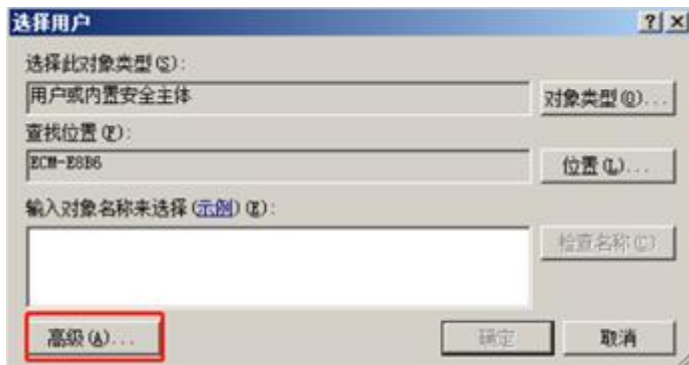 选择用户
选择此对象类型(S):
用户或内置安全主体
对象类型(O)...
查找位置(F):
ECM-E8B6
位置(L)...
输入对象名称来选择(示例)(E):
检查名称(C)
高级(A)...
确定
取消